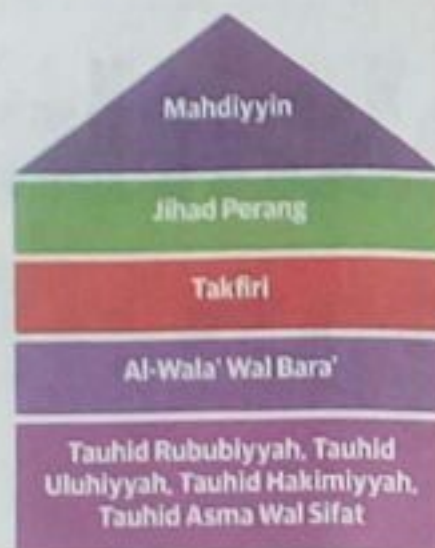 Mahdiyyin
Jihad Perang
Takfiri
Al-Wala' Wal Bara'
Tauhid Rububiyyah, Tauhid
Uluhiyyah, Tauhid Hakimiyyah,
Tauhid Asma Wal Sifat